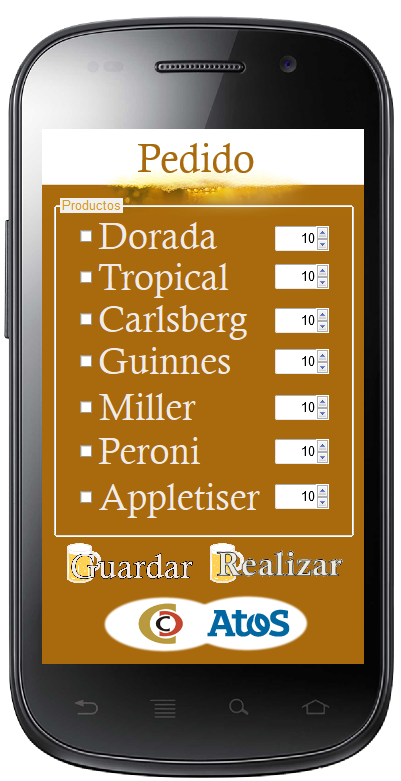 Pedido
Productos
Dorada 10
Tropical 10
Carlsberg 10
Guinnes 10
Miller 10
Peroni 10
Appletiser 10
Guardar Realizar
CC Atos